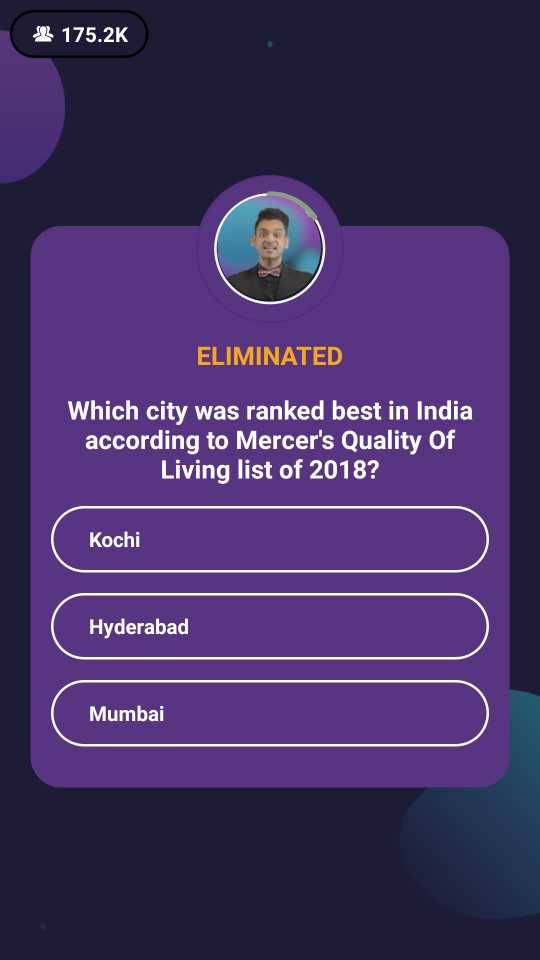 175.2K
ELIMINATED
Which city was ranked best in India
according to Mercer's Quality Of
Living list of 2018?
Kochi
Hyderabad
Mumbai